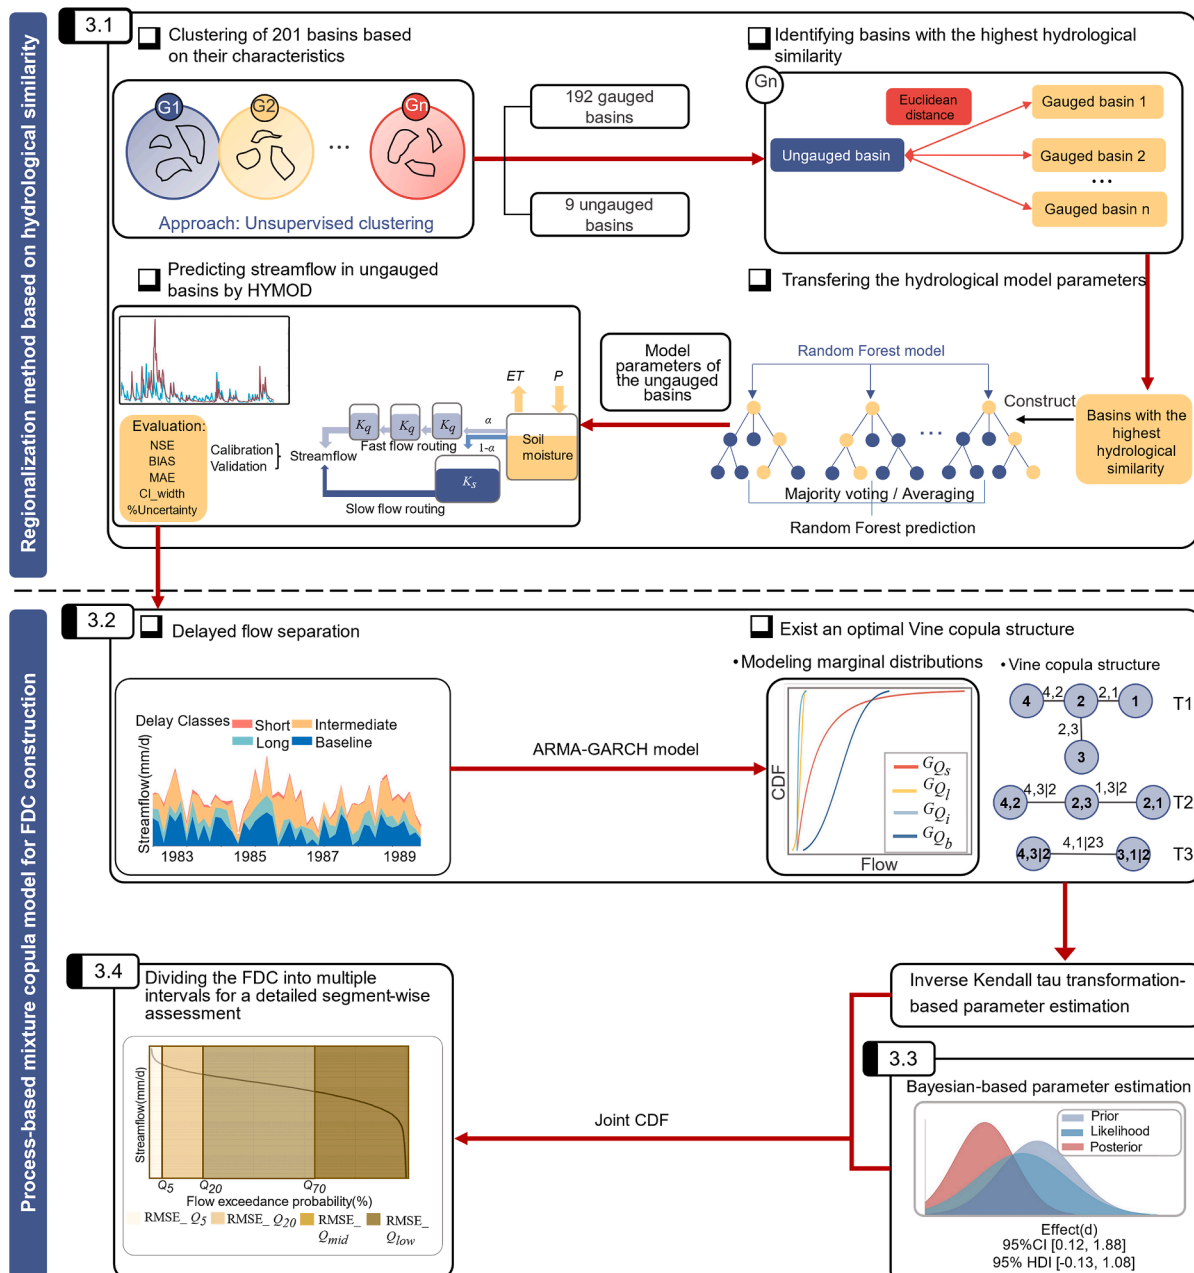 Regionalization method based on hydrological similarity
3.1
Clustering of 201 basins based
on their characteristics
G1
G2
...
Gn
Approach: Unsupervised clustering
192 gauged
basins
9 ungauged
basins
Identifying basins with the highest hydrological
similarity
Gn
Euclidean
distance
Ungauged basin
Gauged basin 1
Gauged basin 2
...
Gauged basin n
Predicting streamflow in ungauged
basins by HYMOD
Evaluation:
NSE
BIAS
MAE
CI_width
%Uncertainty
Calibration
Validation
Streamflow
Kq
Kq
Kq
Fast flow routing
α
1-α
ET
P
Soil
moisture
Ks
Slow flow routing
Model
parameters of
the ungauged
basins
Transfering the hydrological model parameters
Random Forest model
...
Construct
Basins with the
highest
hydrological
similarity
Majority voting / Averaging
Random Forest prediction
Process-based mixture copula model for FDC construction
3.2
Delayed flow separation
Delay Classes
Short
Intermediate
Long
Baseline
Streamflow(mm/d)
1983
1985
1987
1989
ARMA-GARCH model
Exist an optimal Vine copula structure
• Modeling marginal distributions
CDF
GQs
GQl
GQi
GQb
Flow
• Vine copula structure
4
4,2
2
2,1
1
T1
2,3
3
4,2
4,3|2
2,3
1,3|2
2,1
T2
4,3|2
4,1|23
3,1|2
T3
3.4
Dividing the FDC into multiple
intervals for a detailed segment-wise
assessment
Streamflow(mm/d)
Q5
Q20
Q70
Flow exceedance probability(%)
RMSE_ Q5
RMSE_ Q20
RMSE_
Qmid
RMSE_
Qlow
Joint CDF
Inverse Kendall tau transformation-
based parameter estimation
3.3
Bayesian-based parameter estimation
Prior
Likelihood
Posterior
Effect(d)
95%CI [0.12, 1.88]
95% HDI [-0.13, 1.08]